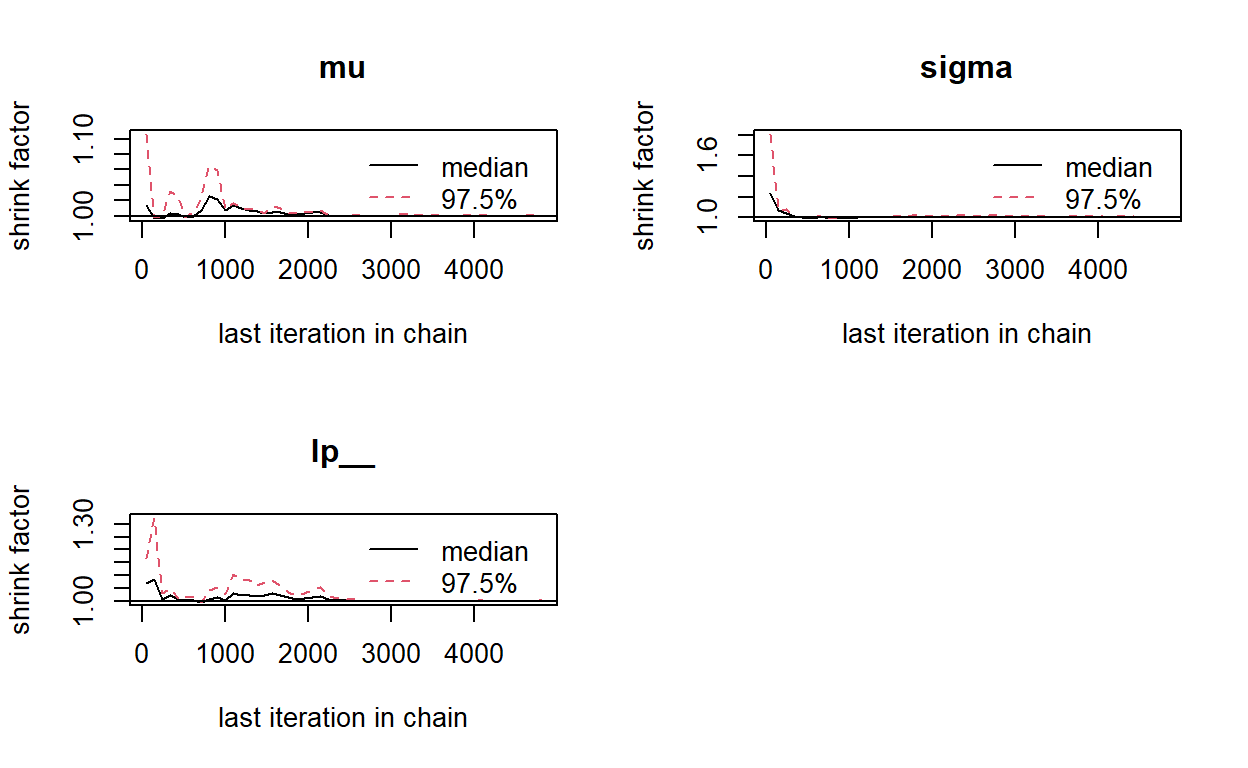 mu
shrink factor
1.10
1.00
median
97.5%
0 1000 2000 3000 4000
last iteration in chain
sigma
shrink factor
1.6
1.0
median
97.5%
0 1000 2000 3000 4000
last iteration in chain
lp__
shrink factor
1.30
1.00
median
97.5%
0 1000 2000 3000 4000
last iteration in chain